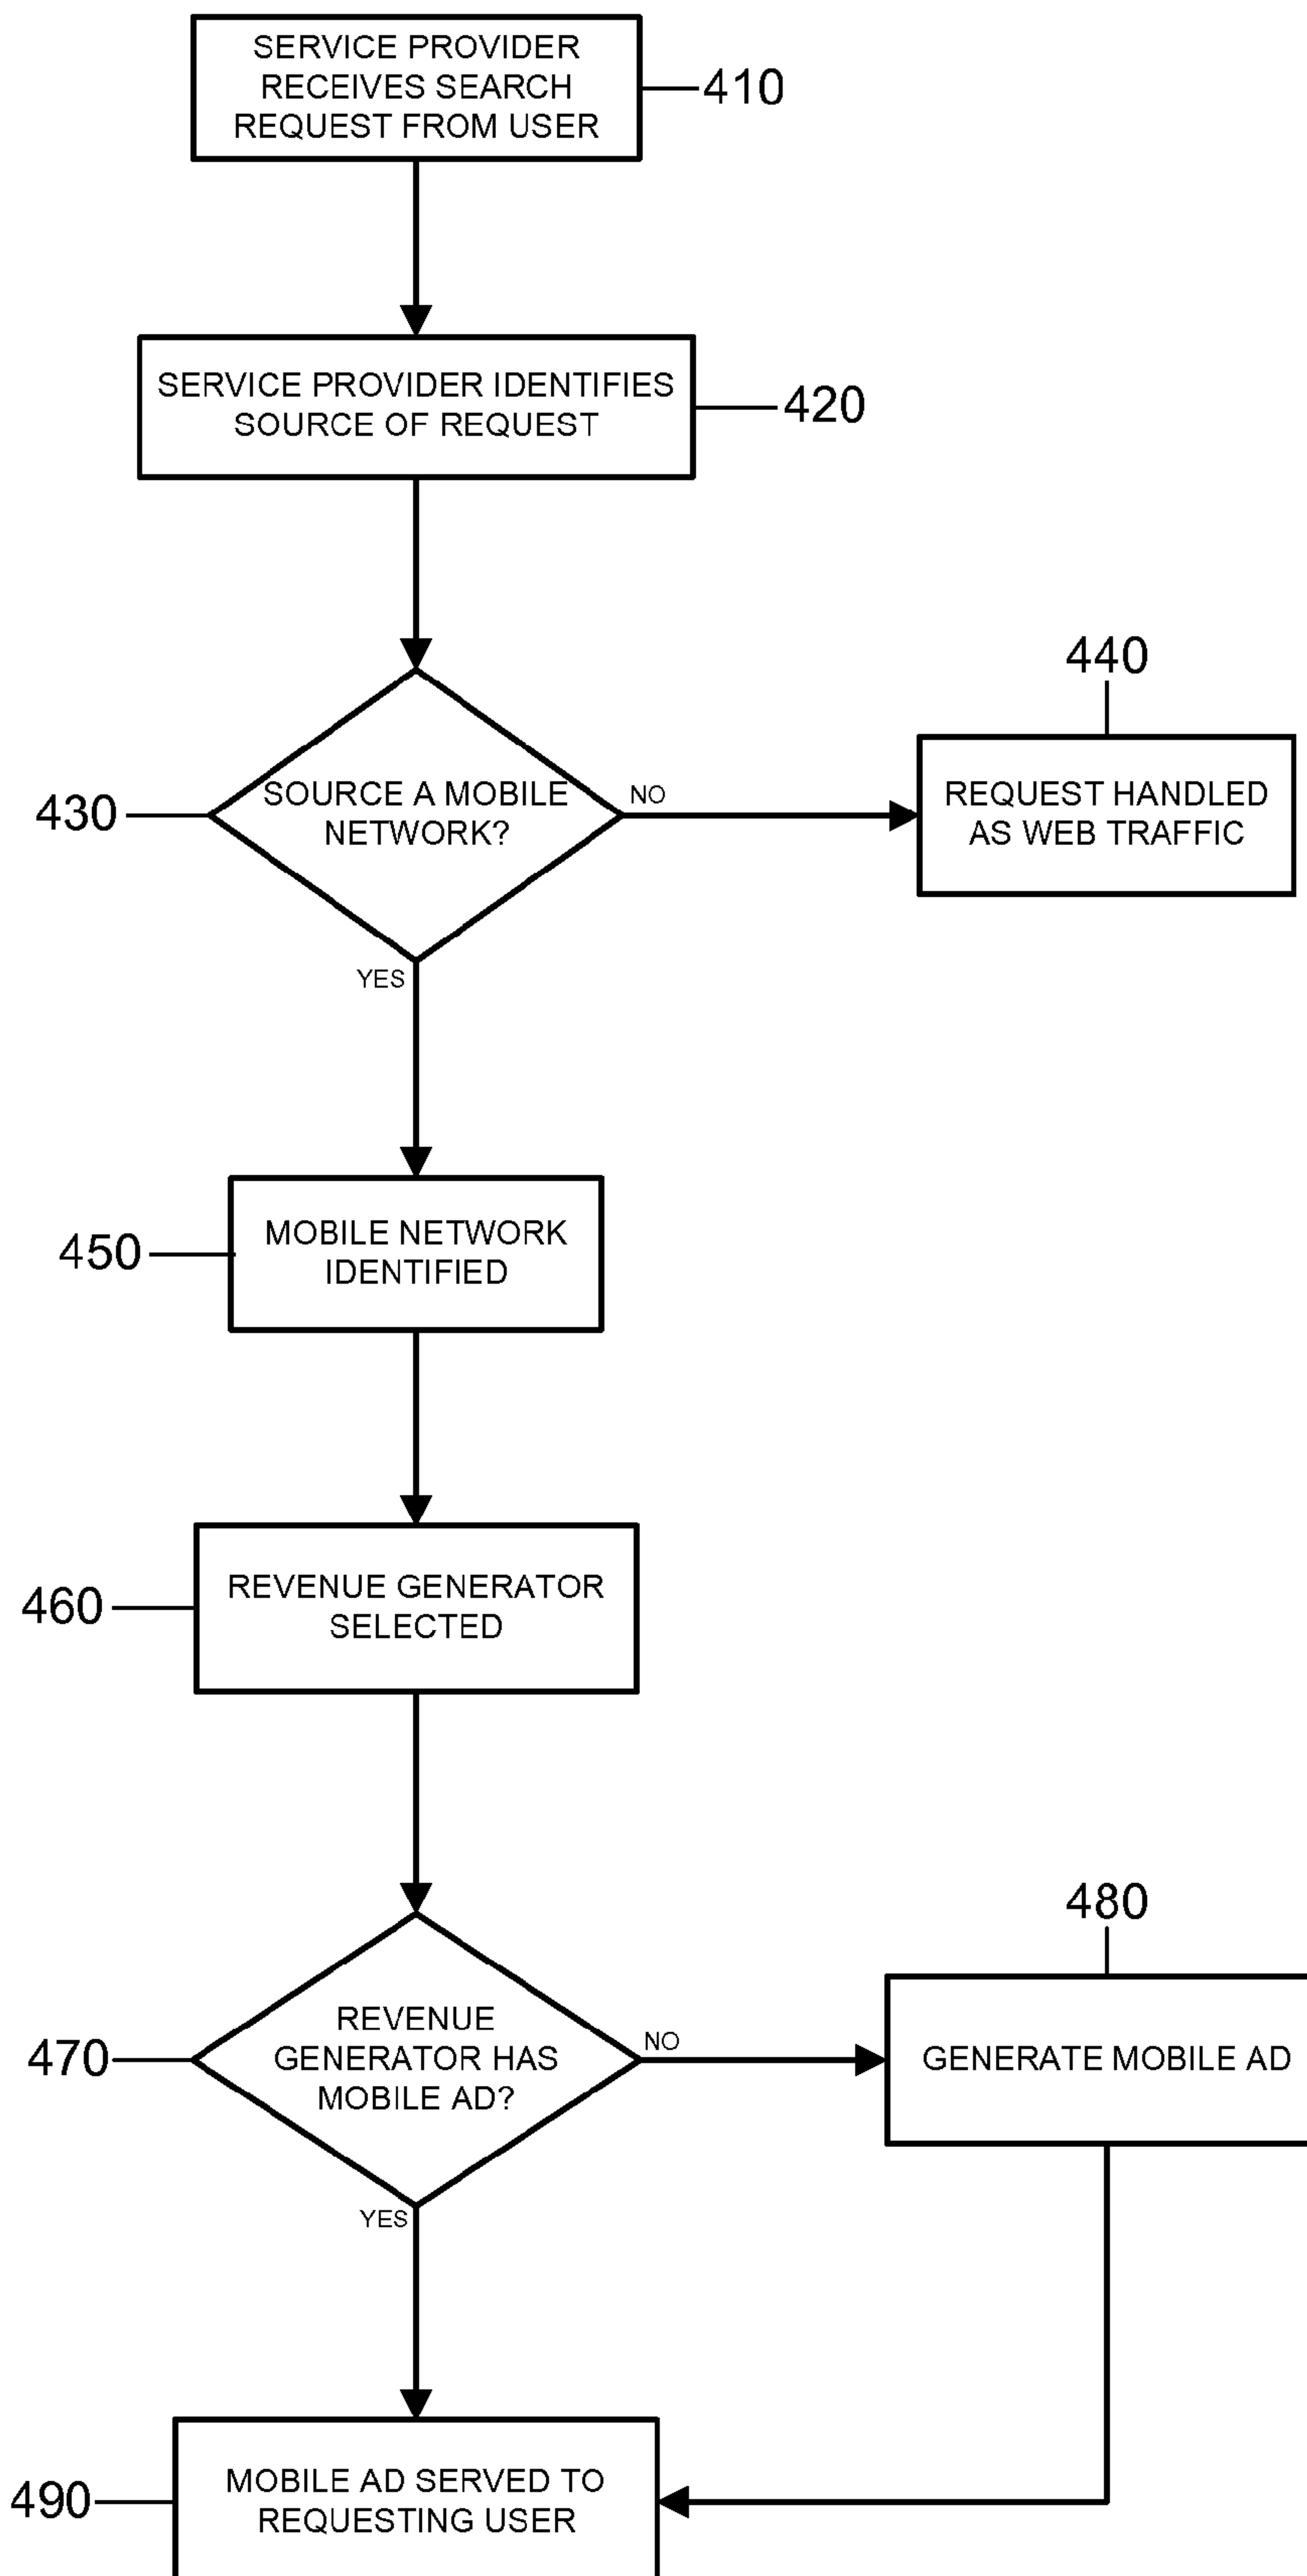 SERVICE PROVIDER
RECEIVES SEARCH
REQUEST FROM USER
410
SERVICE PROVIDER IDENTIFIES
SOURCE OF REQUEST
420
430
SOURCE A MOBILE
NETWORK?
NO
YES
440
REQUEST HANDLED
AS WEB TRAFFIC
450
MOBILE NETWORK
IDENTIFIED
460
REVENUE GENERATOR
SELECTED
470
REVENUE
GENERATOR HAS
MOBILE AD?
NO
YES
480
GENERATE MOBILE AD
490
MOBILE AD SERVED TO
REQUESTING USER